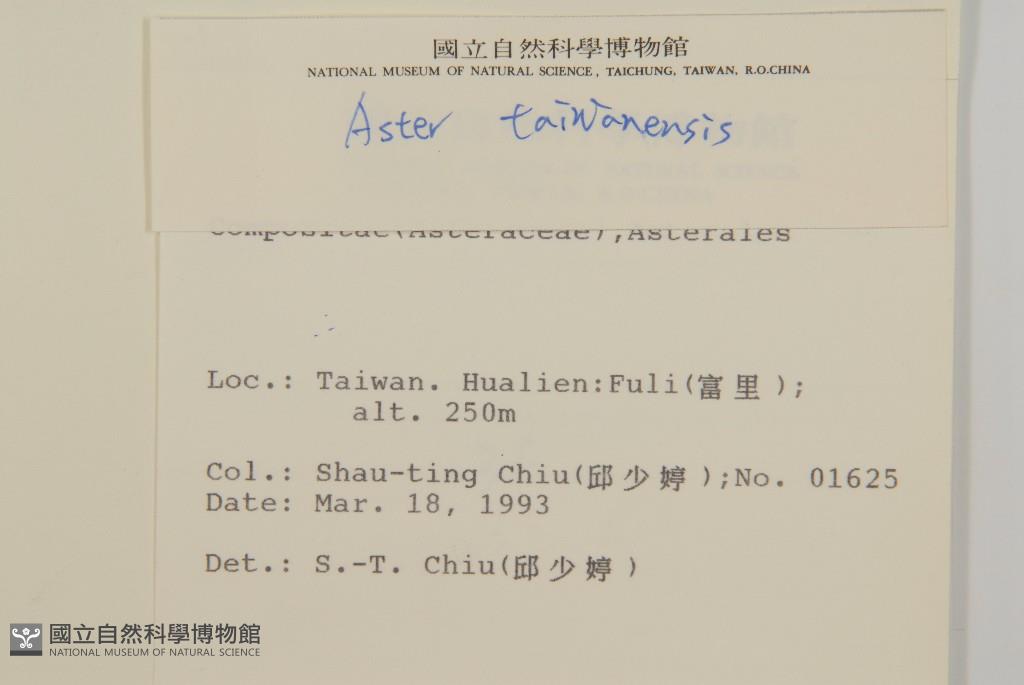 國立自然科學博物館
NATIONAL MUSEUM OF NATURAL SCIENCE, TAICHUNG, TAIWAN, R.O.CHINA
Aster taiwanensis
Compositae(Asteraceae),Asterales
Loc.: Taiwan. Hualien:Fuli(富里);
alt. 250m
Col.: Shau-ting Chiu(邱少婷);No. 01625
Date: Mar. 18, 1993
Det.: S.-T. Chiu(邱少婷)
國立自然科學博物館
NATIONAL MUSEUM OF NATURAL SCIENCE